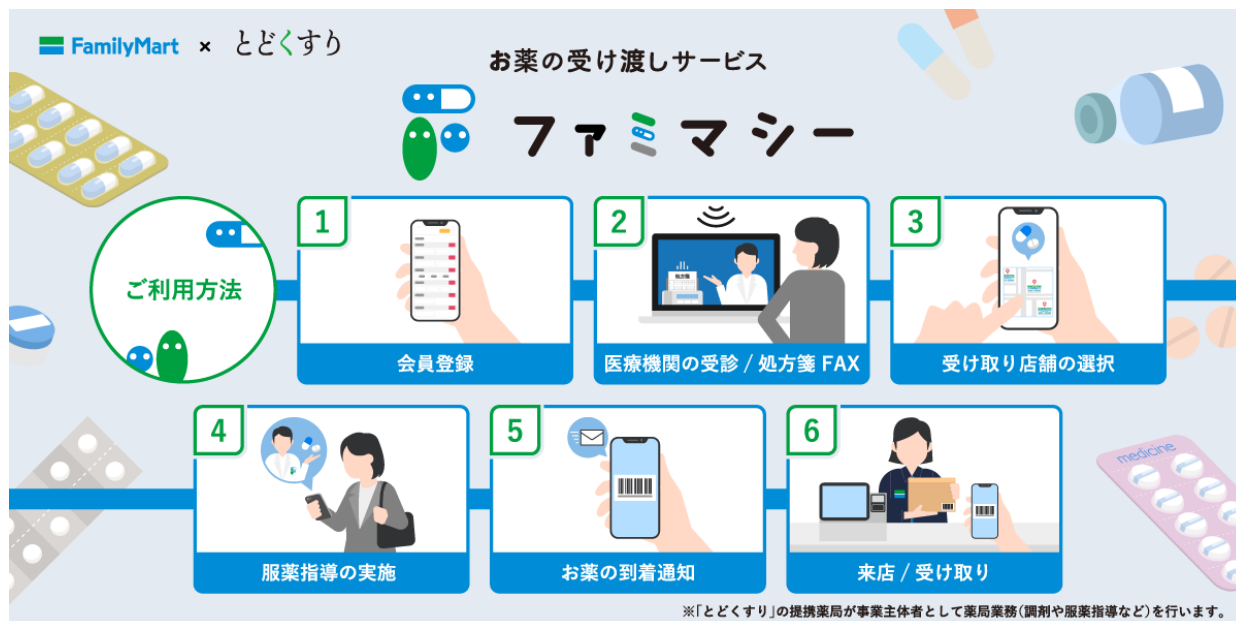 FamilyMart × とどくすり
お薬の受け渡しサービス
ファミマシー
ご利用方法
1
会員登録
2
処方箋
医療機関の受診 / 処方箋 FAX
3
受け取り店舗の選択
4
服薬指導の実施
5
お薬の到着通知
6
来店 / 受け取り
medicine
※「とどくすり」の提携薬局が事業主体者として薬局業務(調剤や服薬指導など)を行います。